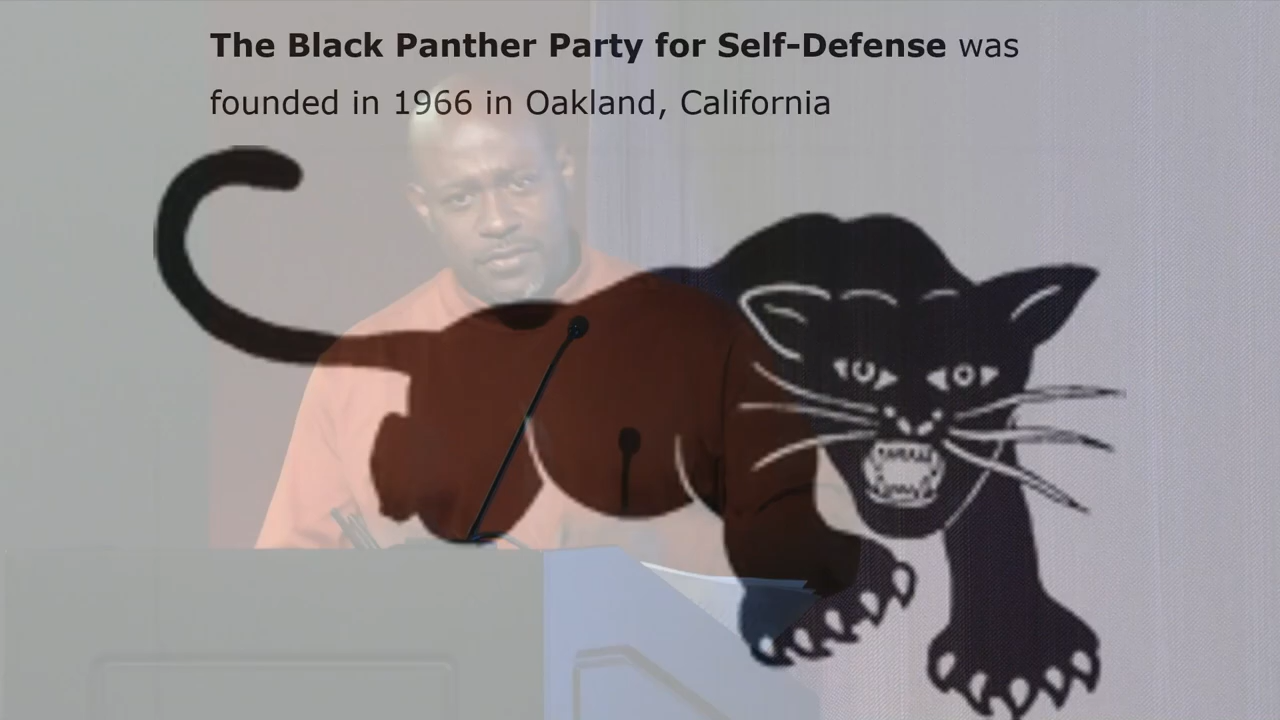 The Black Panther Party for Self-Defense was
founded in 1966 in Oakland, California